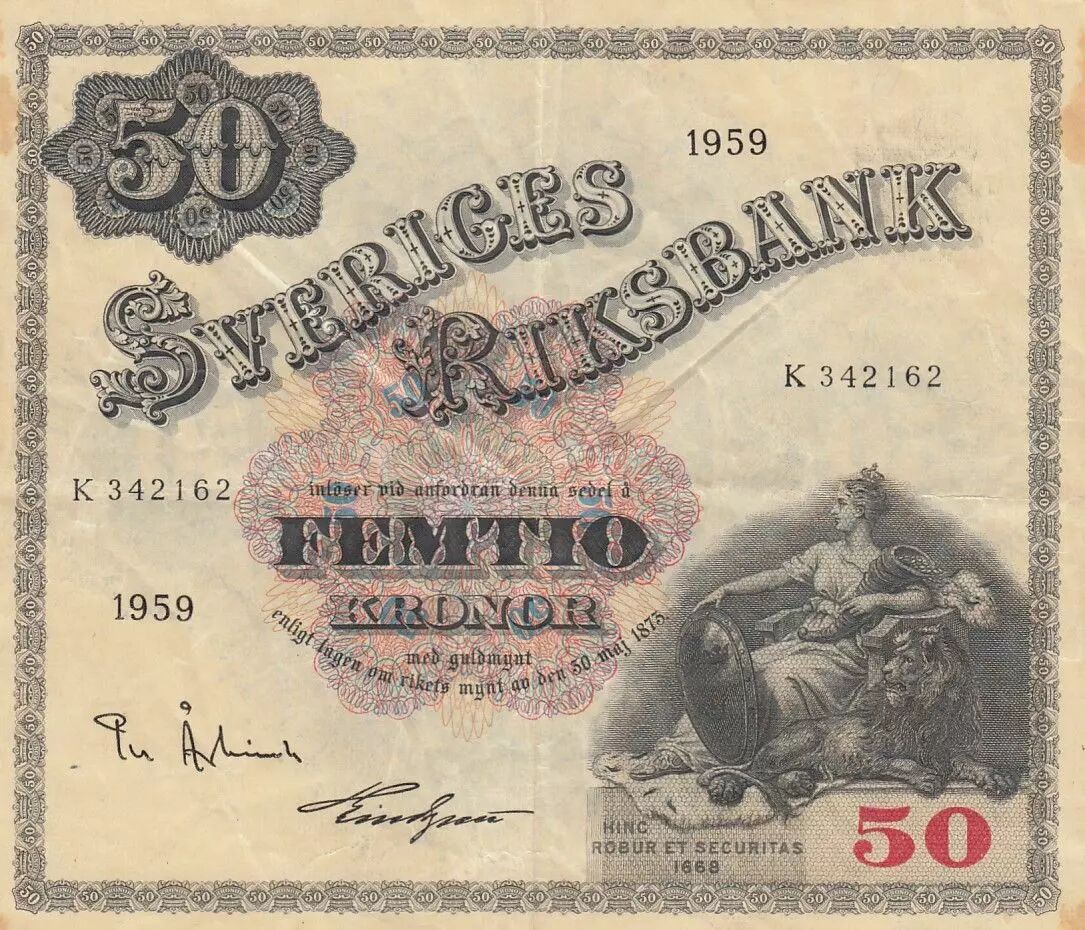 50
1959
SVERIGES
RIKSBANK
K 342162
K 342162
inlöser vid anfordran denna sedel å
FEMTIO
KRONOR
med guldmynt
enligt lagen om rikets mynt av den 30 maj 1873
1959
HINC
ROBUR ET SECURITAS
1668
50